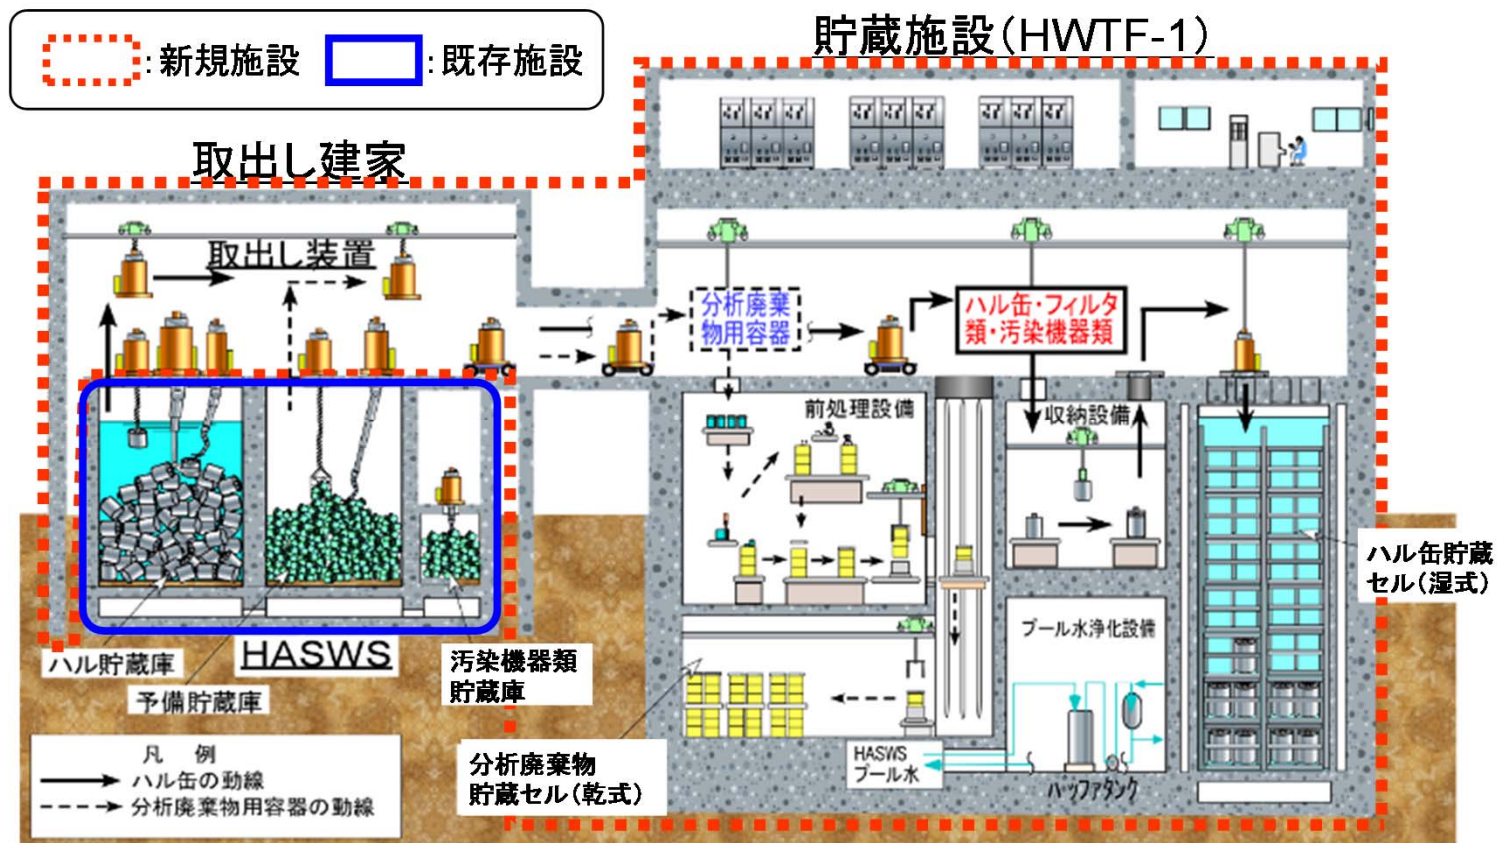 :新規施設 :既存施設
貯蔵施設(HWTF-1)
取出し建家
取出し装置
分析廃棄
物用容器
ハル缶・フィルタ
類・汚染機器類
前処理設備
収納設備
ハル缶貯蔵
セル(湿式)
プール水浄化設備
ハル貯蔵庫
HASWS
予備貯蔵庫
汚染機器類
貯蔵庫
分析廃棄物
貯蔵セル(乾式)
HASWS
プール水
バッファタンク
凡 例
ハル缶の動線
分析廃棄物用容器の動線